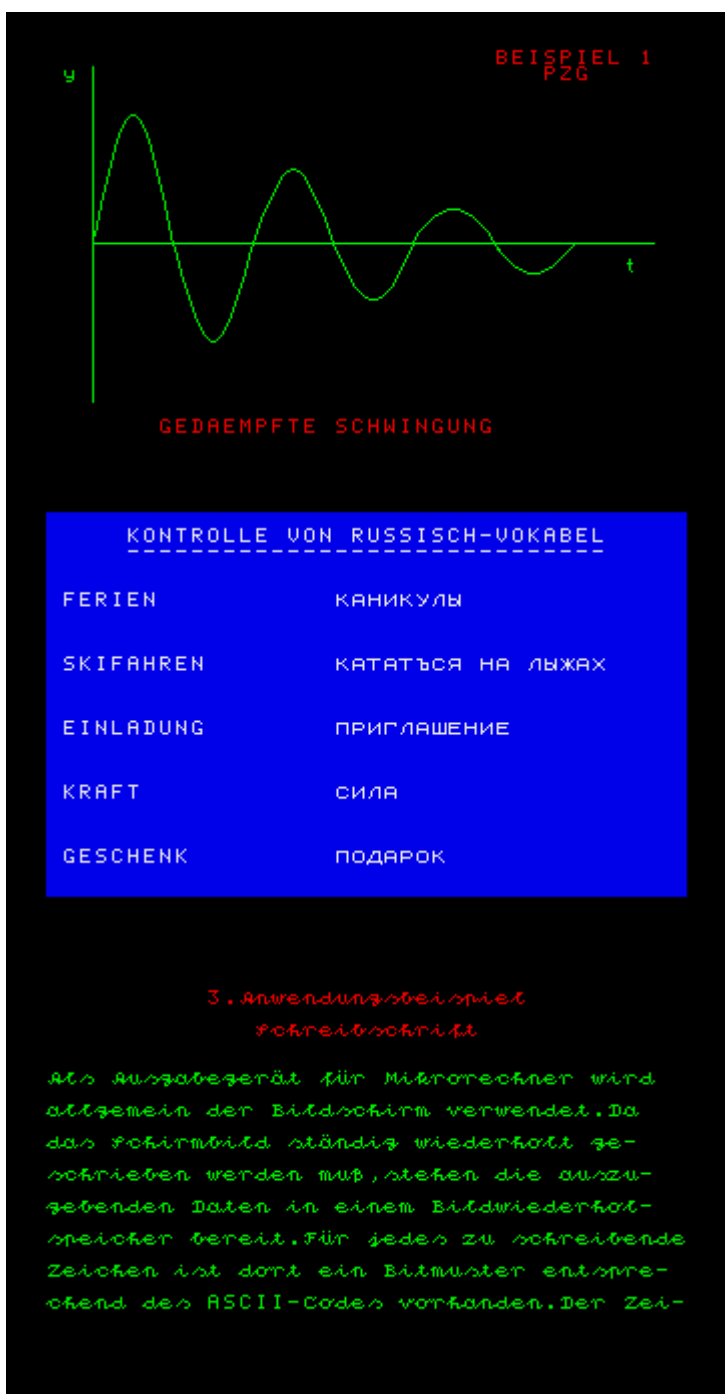 BEISPIEL 1
PZG
y
t
GEDAEMPFTE SCHWINGUNG
KONTROLLE VON RUSSISCH-VOKABEL
FERIEN КАНИКУЛЫ
SKIFAHREN КАТАТЪСЯ НА ЛЫЖАХ
EINLADUNG ПРИГЛАШЕНИЕ
KRAFT СИЛА
GESCHENK ПОДАРОК
3.Anwendungsbeispiel
Schreibschrift
Als Ausgabegerät für Mikrorechner wird
allgemein der Bildschirm verwendet.Da
das Schirmbild ständig wiederholt ge-
schrieben werden muß,stehen die auszu-
gebenden Daten in einem Bildwiederhol-
speicher bereit.Für jedes zu schreibende
Zeichen ist dort ein Bitmuster entspre-
chend des ASCII-Codes vorhanden.Der Zei-